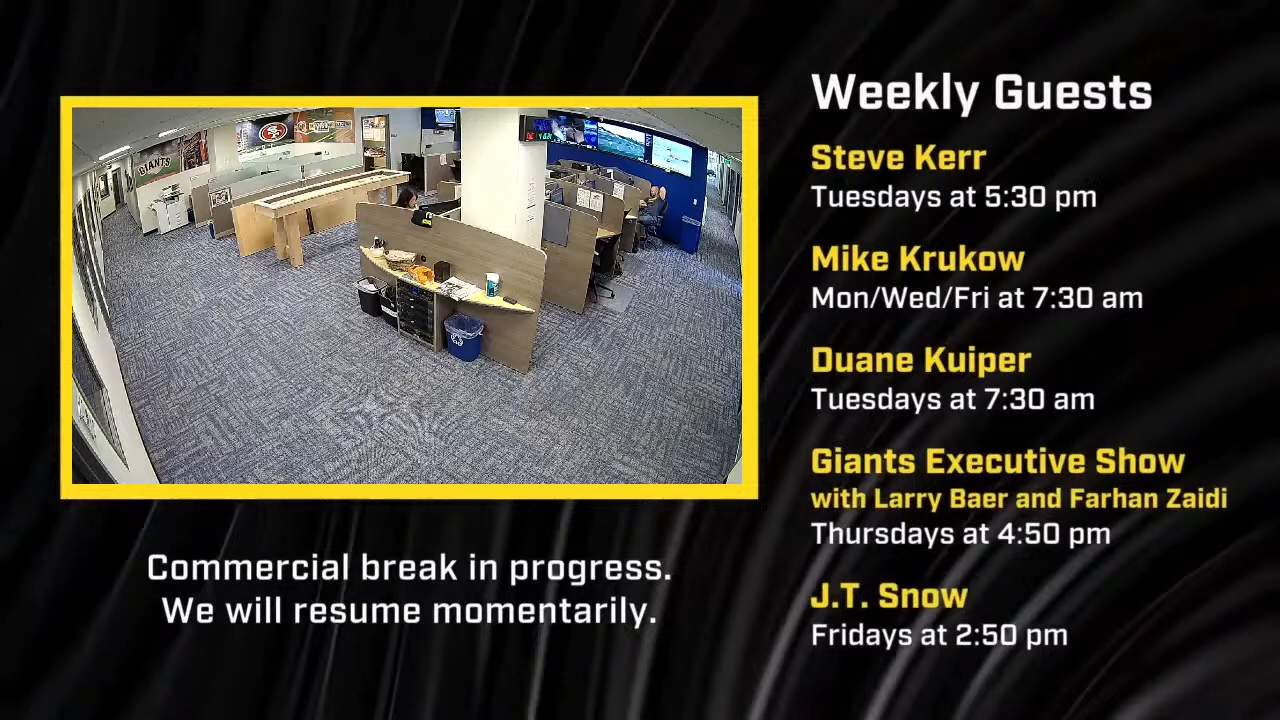 GIANTS
Commercial break in progress.
We will resume momentarily.
Weekly Guests
Steve Kerr
Tuesdays at 5:30 pm
Mike Krukow
Mon/Wed/Fri at 7:30 am
Duane Kuiper
Tuesdays at 7:30 am
Giants Executive Show
with Larry Baer and Farhan Zaidi
Thursdays at 4:50 pm
J.T. Snow
Fridays at 2:50 pm